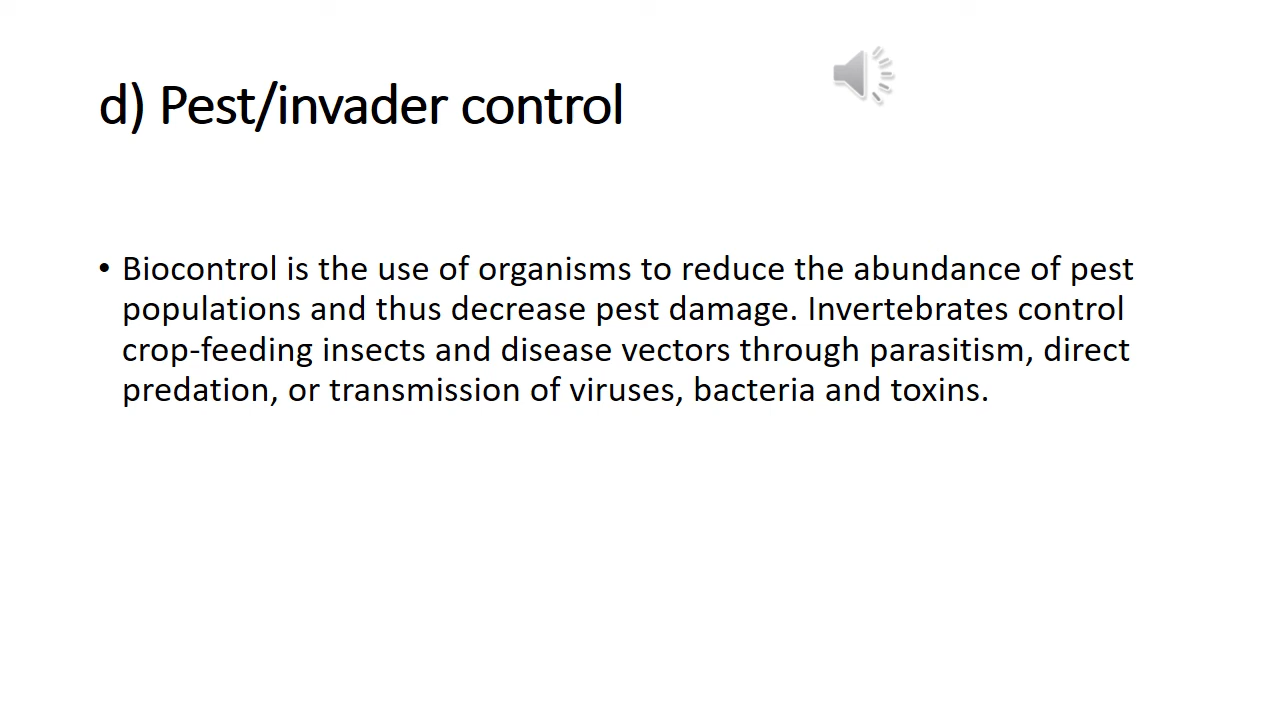 d) Pest/invader control
• Biocontrol is the use of organisms to reduce the abundance of pest
populations and thus decrease pest damage. Invertebrates control
crop-feeding insects and disease vectors through parasitism, direct
predation, or transmission of viruses, bacteria and toxins.